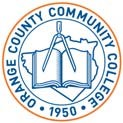 ORANGE COUNTY COMMUNITY COLLEGE
• 1950 •